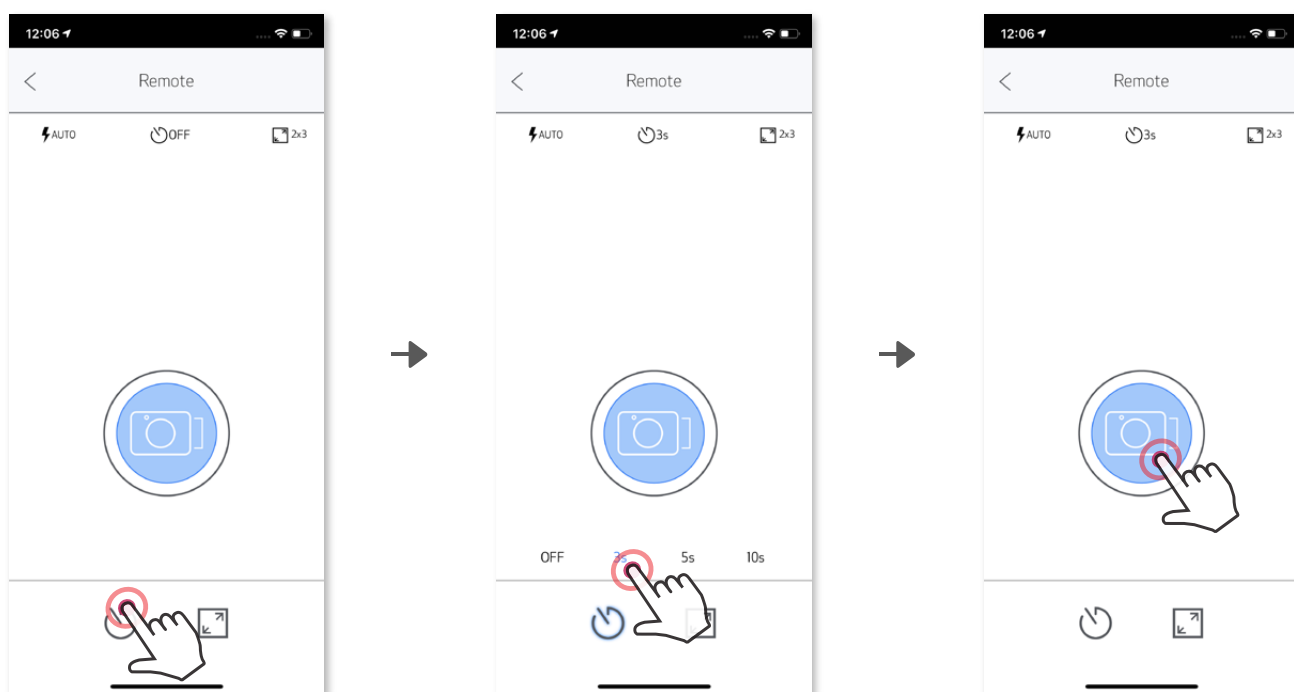 12:06
Remote
AUTO OFF 2x3
12:06
Remote
AUTO 3s 2x3
OFF 3s 5s 10s
12:06
Remote
AUTO 3s 2x3